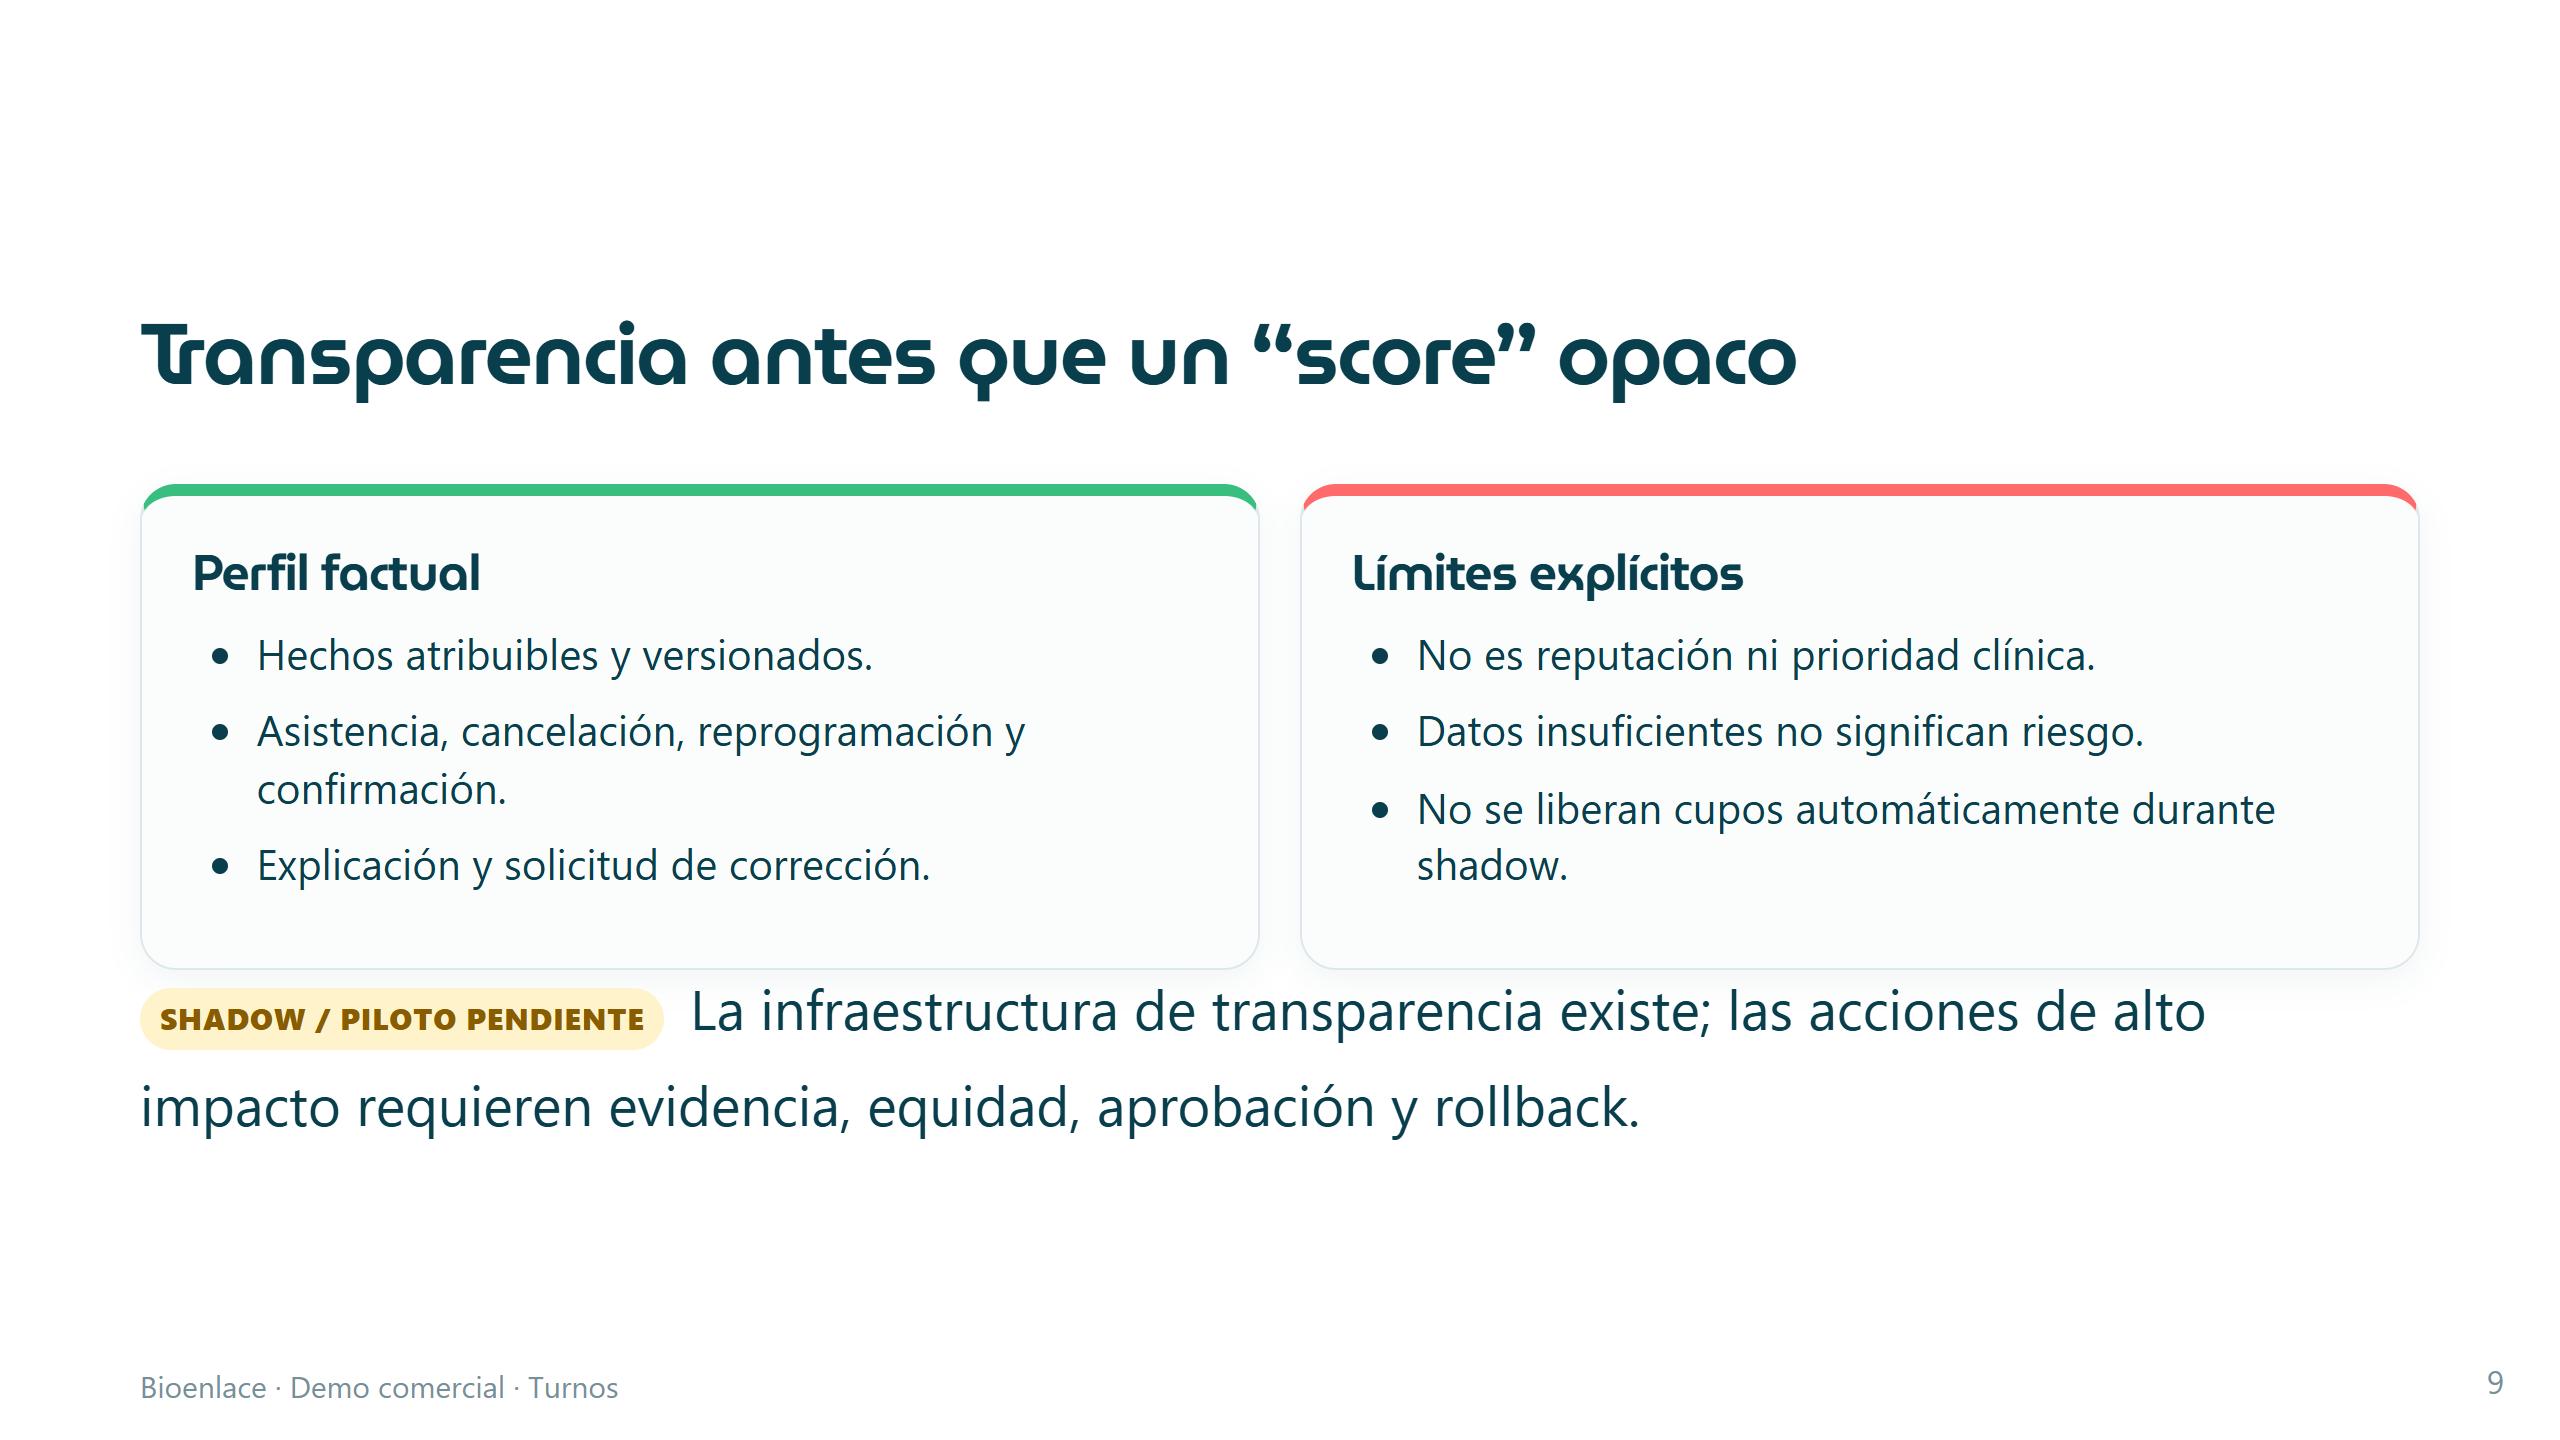 Transparencia antes que un “score” opaco
Perfil factual
• Hechos atribuibles y versionados.
• Asistencia, cancelación, reprogramación y
confirmación.
• Explicación y solicitud de corrección.
Límites explícitos
• No es reputación ni prioridad clínica.
• Datos insuficientes no significan riesgo.
• No se liberan cupos automáticamente durante
shadow.
SHADOW / PILOTO PENDIENTE La infraestructura de transparencia existe; las acciones de alto
impacto requieren evidencia, equidad, aprobación y rollback.
Bioenlace · Demo comercial · Turnos
9